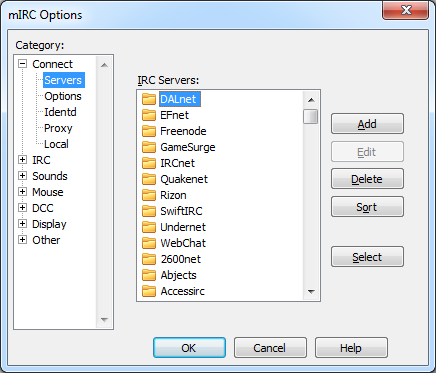 mIRC Options
Category:
Connect
Servers
Options
Identd
Proxy
Local
IRC
Sounds
Mouse
DCC
Display
Other
IRC Servers:
DALnet
EFnet
Freenode
GameSurge
IRCnet
Quakenet
Rizon
SwiftIRC
Undernet
WebChat
2600net
Abjects
Accessirc
Add
Edit
Delete
Sort
Select
OK
Cancel
Help